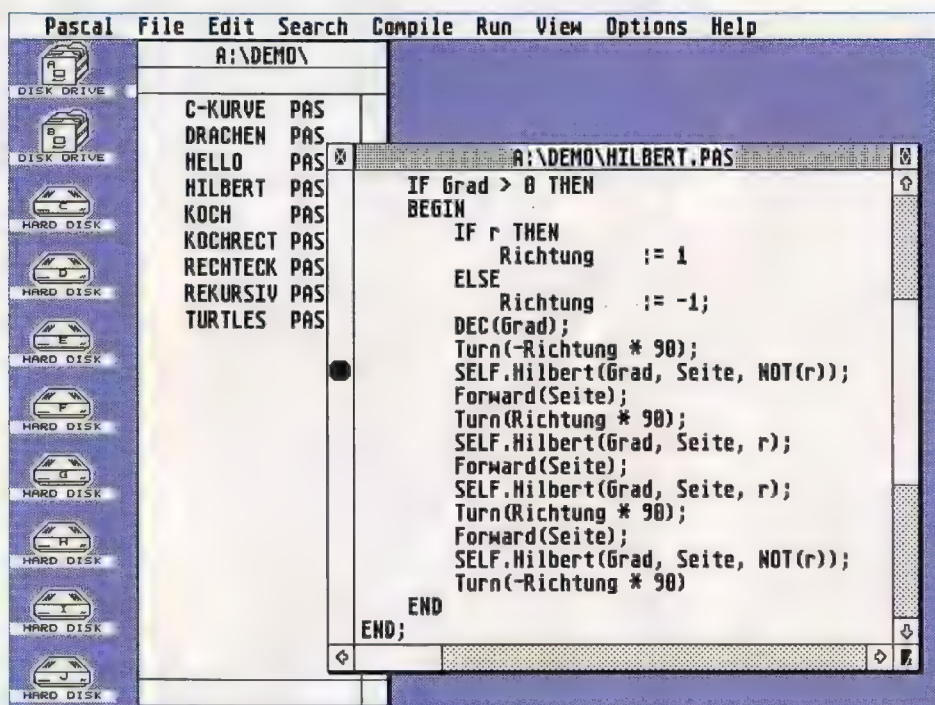 Pascal File Edit Search Compile Run View Options Help
A:\DEMO\
A
DISK DRIVE
B
DISK DRIVE
C
HARD DISK
D
HARD DISK
E
HARD DISK
F
HARD DISK
G
HARD DISK
H
HARD DISK
I
HARD DISK
J
HARD DISK
C-KURVE PAS
DRACHEN PAS
HELLO PAS
HILBERT PAS
KOCH PAS
KOCHRECT PAS
RECHTECK PAS
REKURSIV PAS
TURTLES PAS
A:\DEMO\HILBERT.PAS
IF Grad > 0 THEN
BEGIN
IF r THEN
Richtung := 1
ELSE
Richtung := -1;
DEC(Grad);
Turn(-Richtung * 90);
SELF.Hilbert(Grad, Seite, NOT(r));
Forward(Seite);
Turn(Richtung * 90);
SELF.Hilbert(Grad, Seite, r);
Forward(Seite);
SELF.Hilbert(Grad, Seite, r);
Turn(Richtung * 90);
Forward(Seite);
SELF.Hilbert(Grad, Seite, NOT(r));
Turn(-Richtung * 90)
END
END;